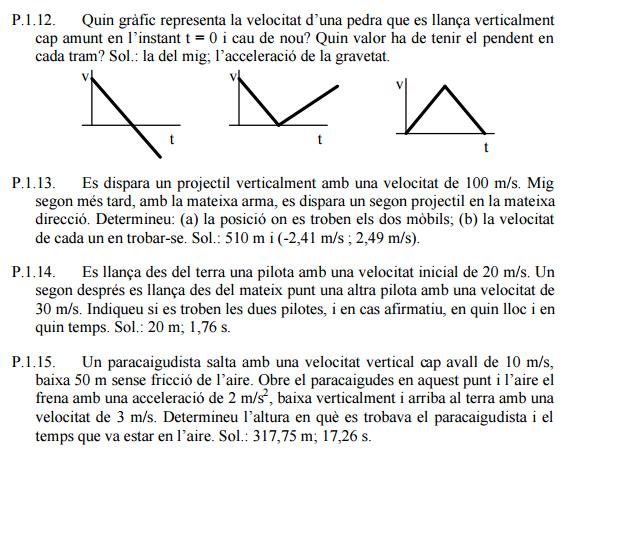 P.1.12. Quin gràfic representa la velocitat d'una pedra que es llança verticalment
cap amunt en l'instant t = 0 i cau de nou? Quin valor ha de tenir el pendent en
cada tram? Sol.: la del mig; l'acceleració de la gravetat.
v v v
t t t
P.1.13. Es dispara un projectil verticalment amb una velocitat de 100 m/s. Mig
segon més tard, amb la mateixa arma, es dispara un segon projectil en la mateixa
direcció. Determineu: (a) la posició on es troben els dos mòbils; (b) la velocitat
de cada un en trobar-se. Sol.: 510 m i (-2,41 m/s ; 2,49 m/s).
P.1.14. Es llança des del terra una pilota amb una velocitat inicial de 20 m/s. Un
segon després es llança des del mateix punt una altra pilota amb una velocitat de
30 m/s. Indiqueu si es troben les dues pilotes, i en cas afirmatiu, en quin lloc i en
quin temps. Sol.: 20 m; 1,76 s.
P.1.15. Un paracaigudista salta amb una velocitat vertical cap avall de 10 m/s,
baixa 50 m sense fricció de l'aire. Obre el paracaigudes en aquest punt i l'aire el
frena amb una acceleració de 2 m/s², baixa verticalment i arriba al terra amb una
velocitat de 3 m/s. Determineu l'altura en què es trobava el paracaigudista i el
temps que va estar en l'aire. Sol.: 317,75 m; 17,26 s.